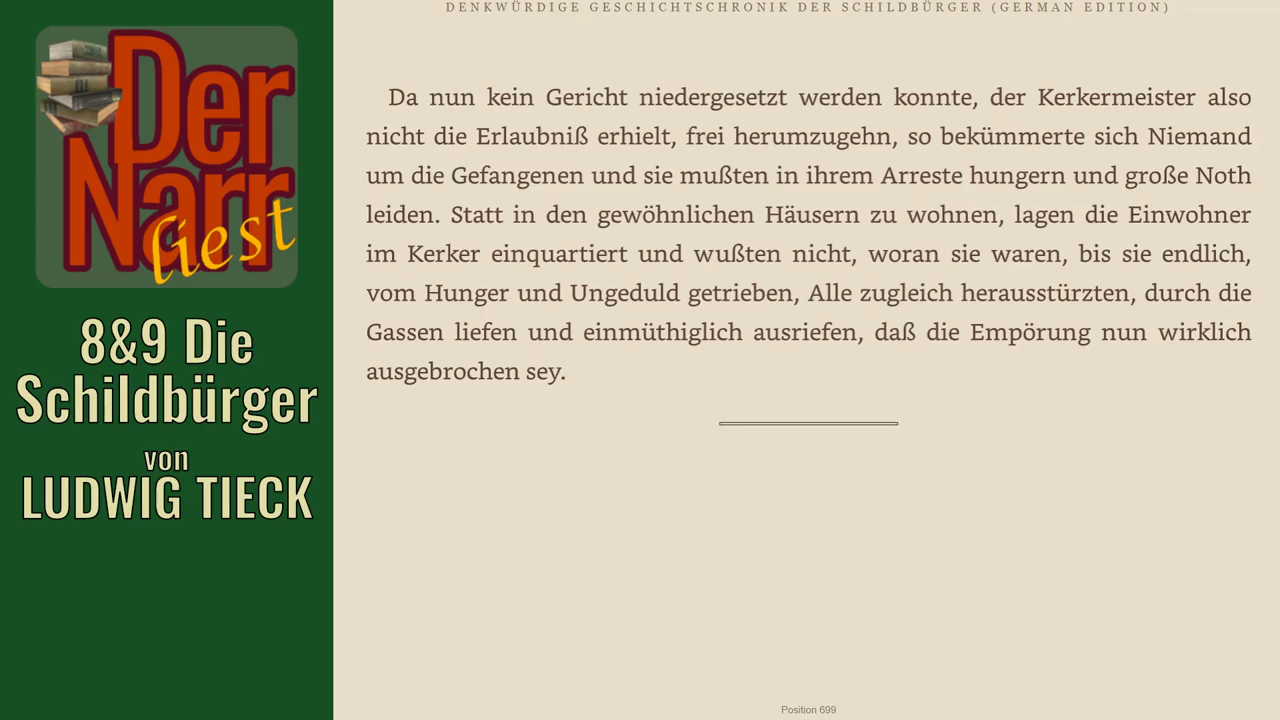 Der
Narr
liest
8&9 Die
Schildbürger
von
LUDWIG TIECK
DENKWÜRDIGE GESCHICHTSCHRONIK DER SCHILDBÜRGER (GERMAN EDITION)
Da nun kein Gericht niedergesetzt werden konnte, der Kerkermeister also
nicht die Erlaubniß erhielt, frei herumzugehn, so bekümmerte sich Niemand
um die Gefangenen und sie mußten in ihrem Arreste hungern und große Noth
leiden. Statt in den gewöhnlichen Häusern zu wohnen, lagen die Einwohner
im Kerker einquartiert und wußten nicht, woran sie waren, bis sie endlich,
vom Hunger und Ungeduld getrieben, Alle zugleich herausstürzten, durch die
Gassen liefen und einmüthiglich ausriefen, daß die Empörung nun wirklich
ausgebrochen sey.
Position 699